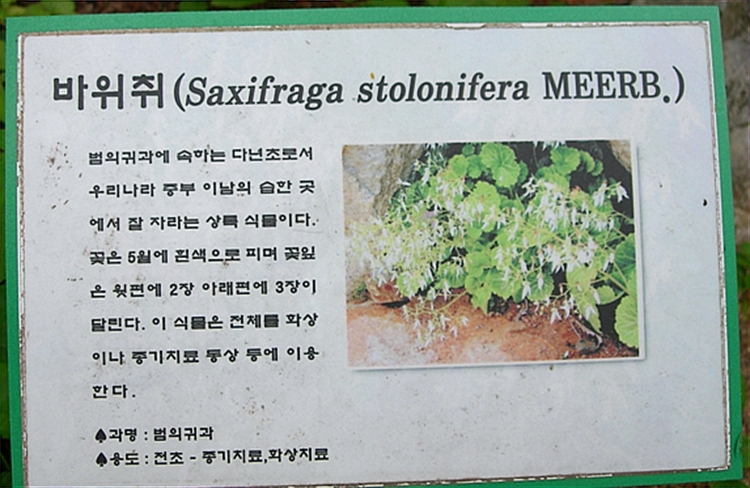 바위취(Saxifraga stolonifera MEERB.)
범의귀과에 속하는 다년초로서
우리나라 중부 이남의 습한 곳
에서 잘 자라는 상록 식물이다.
꽃은 5월에 흰색으로 피며 꽃잎
은 윗편에 2장 아래편에 3장이
달린다. 이 식물은 전체를 화상
이나 종기치료 동상 등에 이용
한다.
♠과명 : 범의귀과
♠용도 : 전초 - 종기치료,화상치료